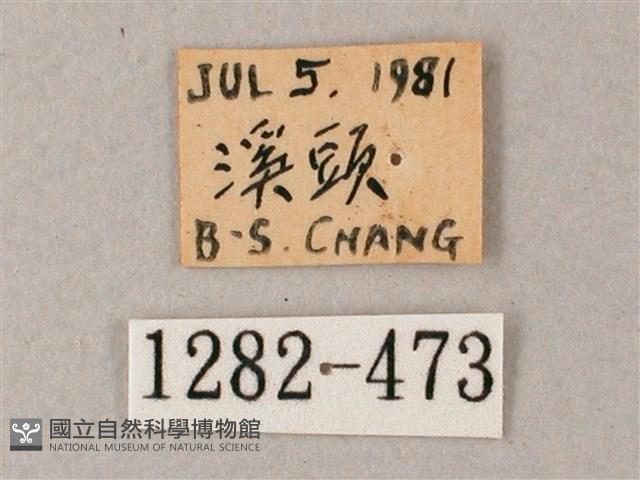 JUL 5. 1981
溪頭
B-S. CHANG
1282-473
國立自然科學博物館
NATIONAL MUSEUM OF NATURAL SCIENCE